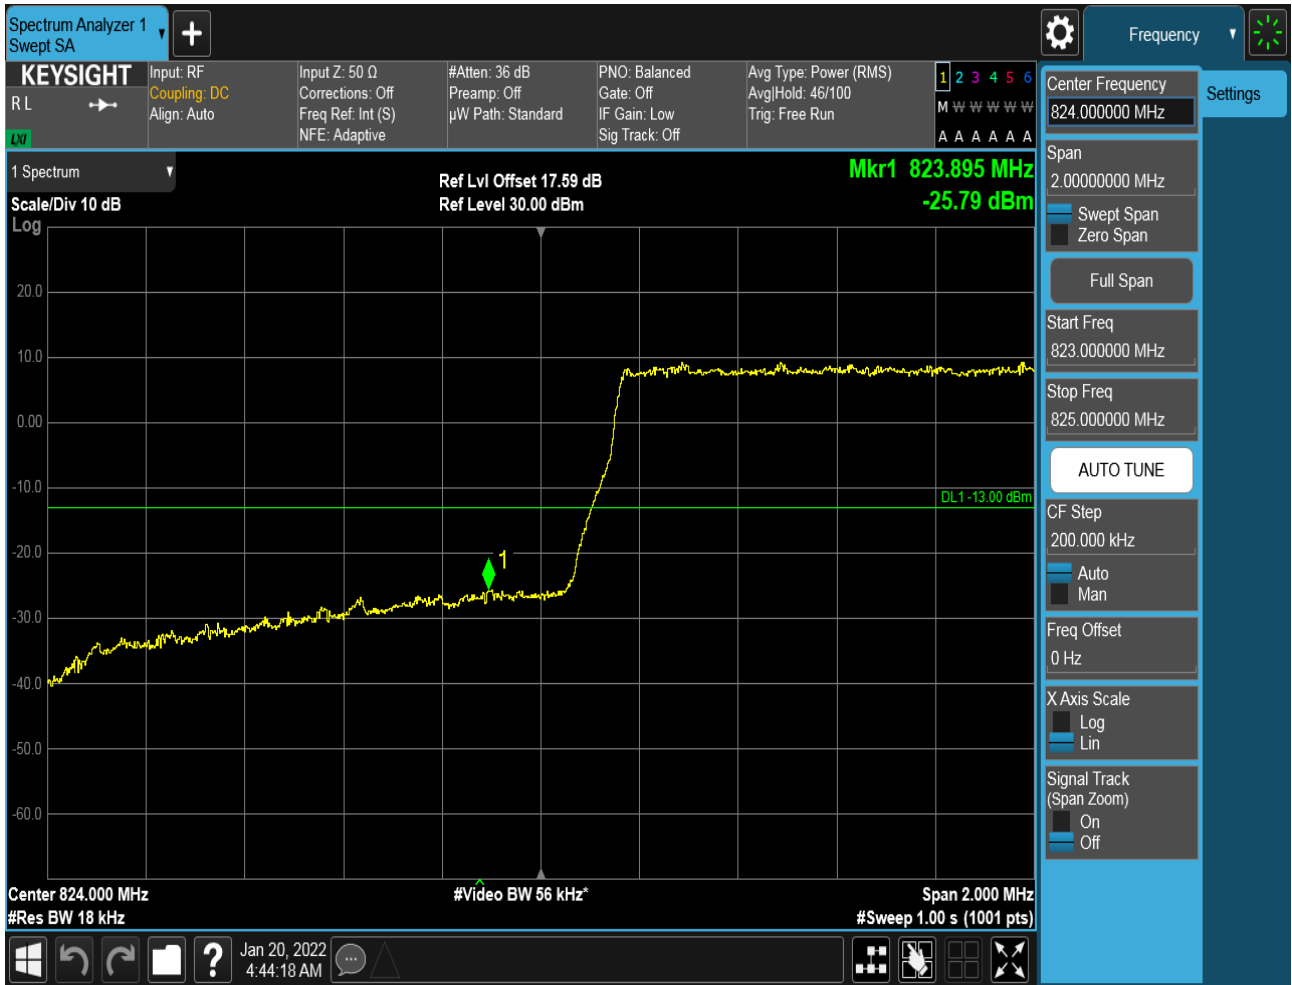 Spectrum Analyzer 1
Swept SA
Frequency
KEYSIGHT
R L
LXI
Input: RF
Coupling: DC
Align: Auto
Input Z: 50 Ω
Corrections: Off
Freq Ref: Int (S)
NFE: Adaptive
#Atten: 36 dB
Preamp: Off
µW Path: Standard
PNO: Balanced
Gate: Off
IF Gain: Low
Sig Track: Off
Avg Type: Power (RMS)
Avg|Hold: 46/100
Trig: Free Run
1 2 3 4 5 6
M W W W W W
A A A A A A
1 Spectrum
Scale/Div 10 dB
Log
Ref Lvl Offset 17.59 dB
Ref Level 30.00 dBm
Mkr1 823.895 MHz
-25.79 dBm
20.0
10.0
0.00
-10.0
-20.0
-30.0
-40.0
-50.0
-60.0
DL1 -13.00 dBm
1
Center 824.000 MHz
#Res BW 18 kHz
#Video BW 56 kHz*
Span 2.000 MHz
#Sweep 1.00 s (1001 pts)
Center Frequency
824.000000 MHz
Settings
Span
2.00000000 MHz
Swept Span
Zero Span
Full Span
Start Freq
823.000000 MHz
Stop Freq
825.000000 MHz
AUTO TUNE
CF Step
200.000 kHz
Auto
Man
Freq Offset
0 Hz
X Axis Scale
Log
Lin
Signal Track
(Span Zoom)
On
Off
?
Jan 20, 2022
4:44:18 AM